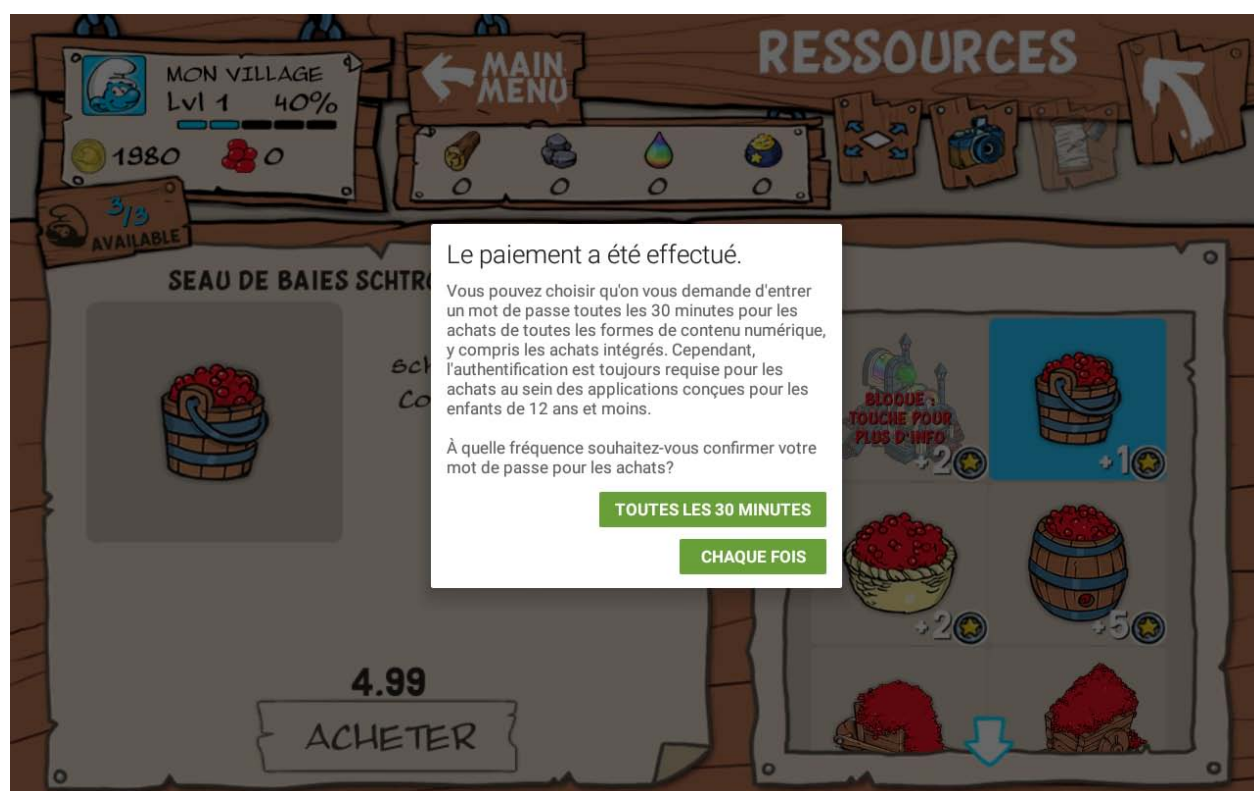 MON VILLAGE
Lvl 1 40%
1980 0
MAIN
MENU
0 0 0 0
RESSOURCES
3/3
AVAILABLE
SEAU DE BAIES
4.99
ACHETER
Le paiement a été effectué.
Vous pouvez choisir qu'on vous demande d'entrer
un mot de passe toutes les 30 minutes pour les
achats de toutes les formes de contenu numérique,
y compris les achats intégrés. Cependant,
l'authentification est toujours requise pour les
achats au sein des applications conçues pour les
enfants de 12 ans et moins.
À quelle fréquence souhaitez-vous confirmer votre
mot de passe pour les achats?
TOUTES LES 30 MINUTES
CHAQUE FOIS
BLOQUE :
TOUCHE POUR
PLUS D'INFO
+2
+1
+2
+5